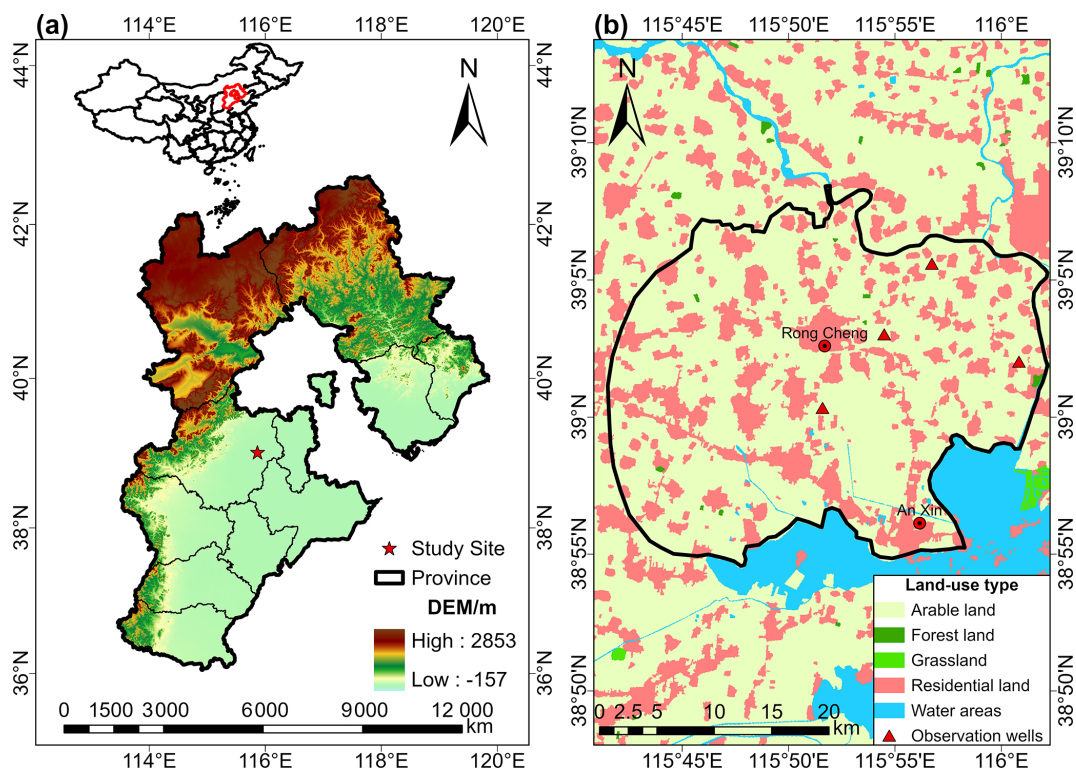 (a)
114°E
116°E
118°E
120°E
44°N
42°N
40°N
38°N
36°N
N
44°N
42°N
40°N
38°N
36°N
Study Site
Province
DEM/m
High : 2853
Low : -157
0 1500 3000 6000 9000 12 000
km
114°E
116°E
118°E
120°E
(b)
115°45'E
115°50'E
115°56'E
116°E
39°10'N
39°5'N
39°N
38°55'N
38°50'N
N
39°10'N
39°5'N
39°N
38°55'N
38°50'N
Rong Cheng
An Xin
Land-use type
Arable land
Forest land
Grassland
Residential land
Water areas
Observation wells
0 2.5 5 10 15 20
km
115°45'E
115°50'E
115°56'E
116°E